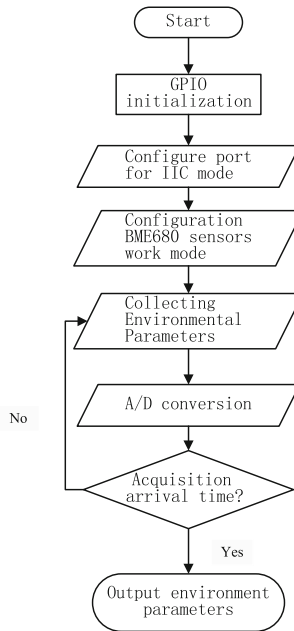 Start
GPIO
initialization
Configure port
for IIC mode
Configuration
BME680 sensors
work mode
Collecting
Environmental
Parameters
A/D conversion
No
Acquisition
arrival time?
Yes
Output environment
parameters